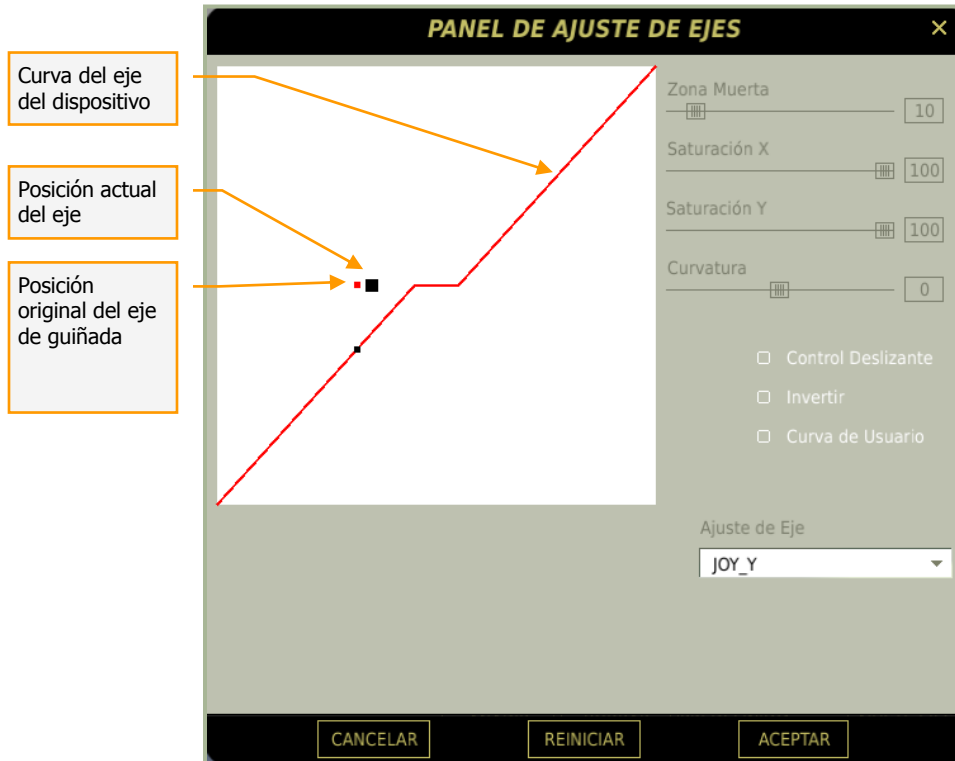 PANEL DE AJUSTE DE EJES
Curva del eje
del dispositivo
Posición actual
del eje
Posición
original del eje
de guiñada
Zona Muerta
10
Saturación X
100
Saturación Y
100
Curvatura
0
Control Deslizante
Invertir
Curva de Usuario
Ajuste de Eje
JOY_Y
CANCELAR
REINICIAR
ACEPTAR